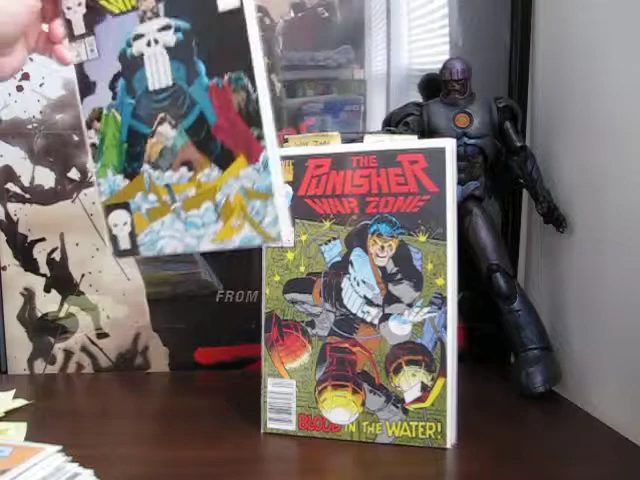 THE
PUNISHER
WAR ZONE
FROM
BLOOD IN THE WATER!